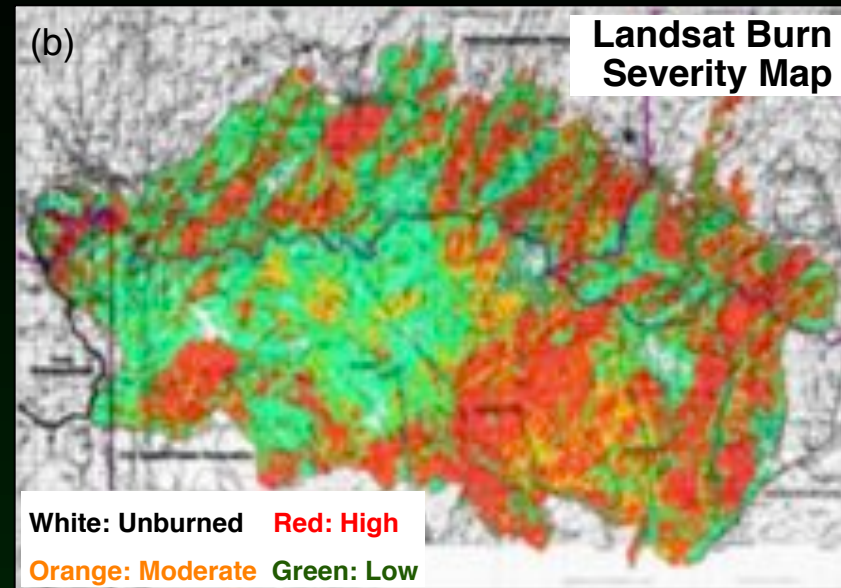 (b)
Landsat Burn
Severity Map
White: Unburned Red: High
Orange: Moderate Green: Low